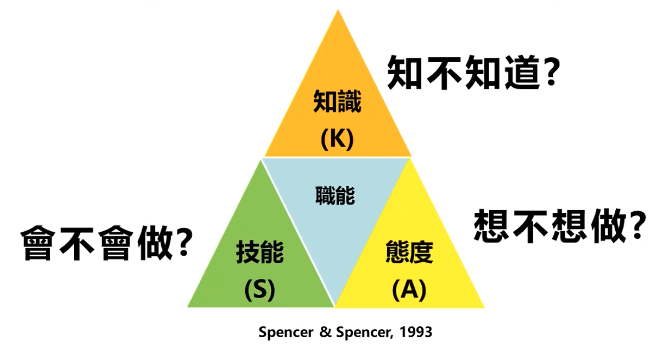 知不知道?
知識
(K)
職能
會不會做?
想不想做?
技能
(S)
態度
(A)
Spencer & Spencer, 1993